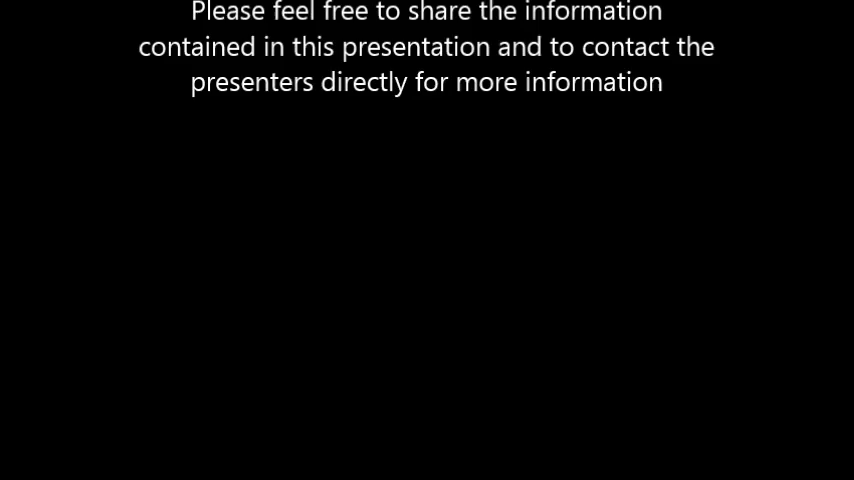 Please feel free to share the information
contained in this presentation and to contact the
presenters directly for more information